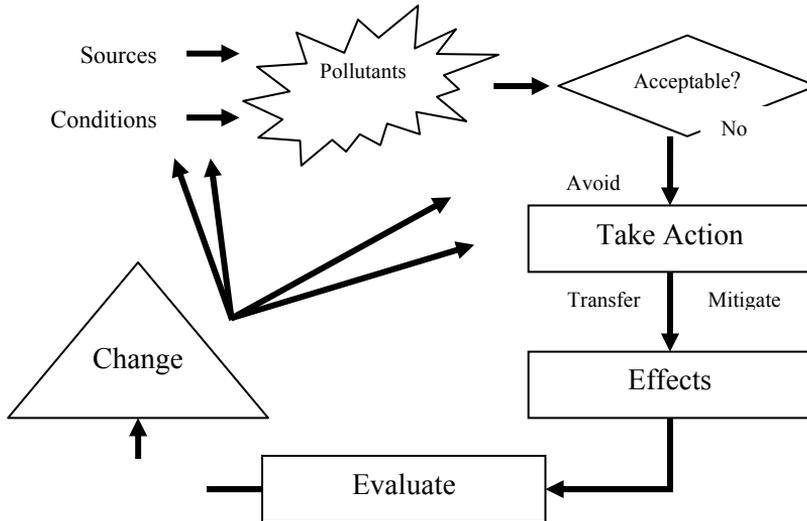 Sources
Pollutants
Acceptable?
Conditions
No
Avoid
Take Action
Transfer
Mitigate
Change
Effects
Evaluate